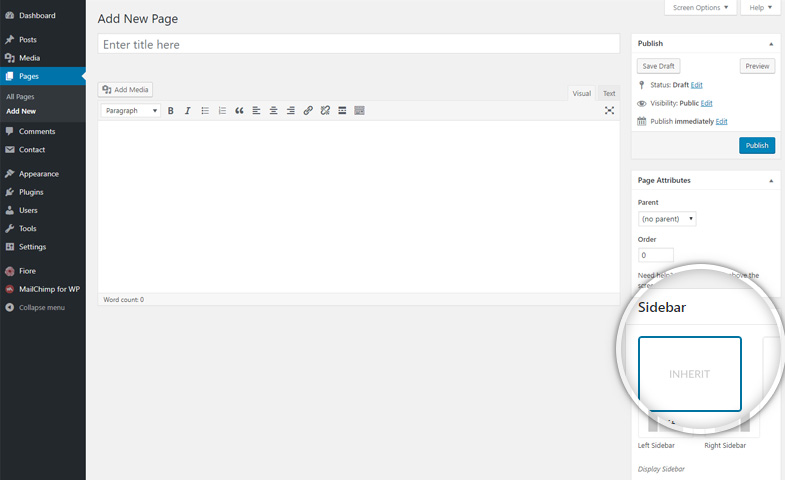 Screen Options
Help
Dashboard
Posts
Media
Pages
All Pages
Add New
Comments
Contact
Appearance
Plugins
Users
Tools
Settings
Fiore
MailChimp for WP
Collapse menu
Add New Page
Enter title here
Add Media
Visual
Text
Paragraph
B
I
Word count: 0
Publish
Save Draft
Preview
Status: Draft Edit
Visibility: Public Edit
Publish immediately Edit
Publish
Page Attributes
Parent
(no parent)
Order
0
Need help? above the
Sidebar
INHERIT
Left Sidebar
Right Sidebar
Display Sidebar